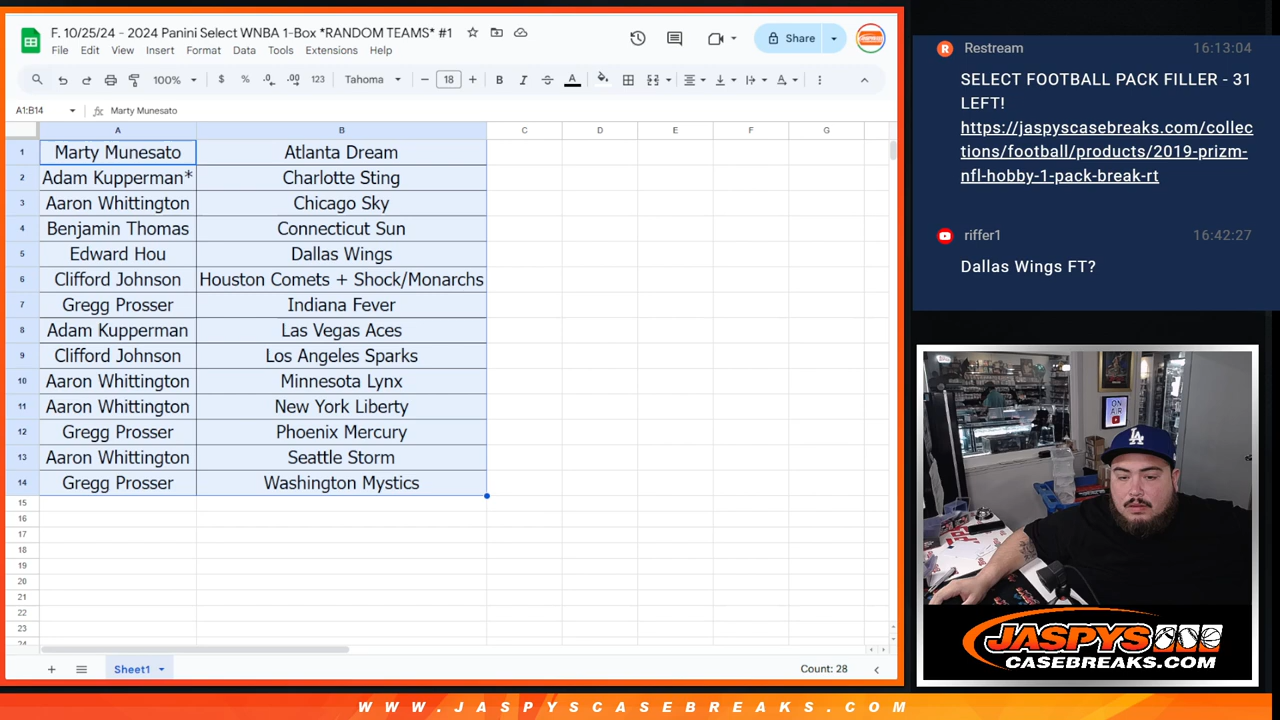 F. 10/25/24 - 2024 Panini Select WNBA 1-Box *RANDOM TEAMS* #1
File Edit View Insert Format Data Tools Extensions Help
Share
100% $ % .0 .00 123 Tahoma 18 B I A
A1:B14 fx Marty Munesato
A B C D E F G
1 Marty Munesato Atlanta Dream
2 Adam Kupperman* Charlotte Sting
3 Aaron Whittington Chicago Sky
4 Benjamin Thomas Connecticut Sun
5 Edward Hou Dallas Wings
6 Clifford Johnson Houston Comets + Shock/Monarchs
7 Gregg Prosser Indiana Fever
8 Adam Kupperman Las Vegas Aces
9 Clifford Johnson Los Angeles Sparks
10 Aaron Whittington Minnesota Lynx
11 Aaron Whittington New York Liberty
12 Gregg Prosser Phoenix Mercury
13 Aaron Whittington Seattle Storm
14 Gregg Prosser Washington Mystics
15
16
17
18
19
20
21
22
23
24
Sheet1 Count: 28
R Restream 16:13:04
SELECT FOOTBALL PACK FILLER - 31
LEFT!
https://jaspyscasebreaks.com/collec
tions/football/products/2019-prizm-
nfl-hobby-1-pack-break-rt
riffer1 16:42:27
Dallas Wings FT?
ON
AIR
LA
JASPYS
CASEBREAKS.COM
WWW.JASPYSCASEBREAKS.COM